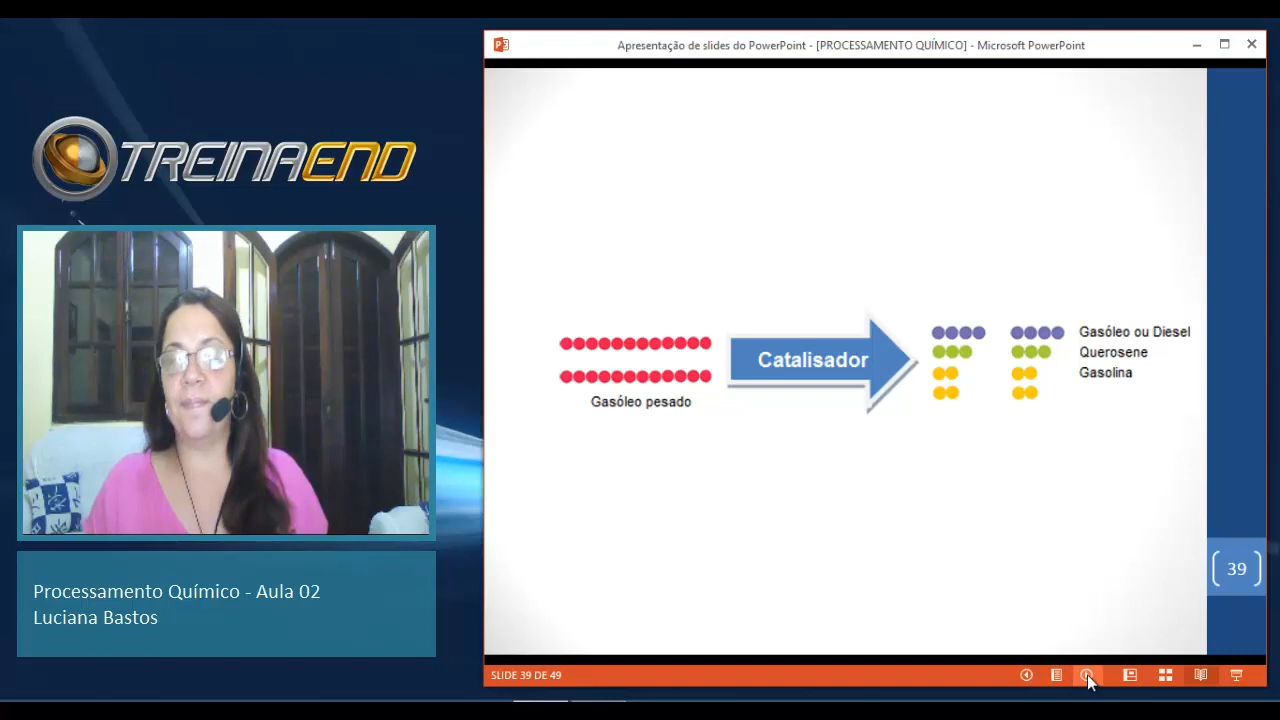 Apresentação de slides do PowerPoint - [PROCESSAMENTO QUÍMICO] - Microsoft PowerPoint
TREINAEND
Catalisador
Gasóleo pesado
Gasóleo ou Diesel
Querosene
Gasolina
39
Processamento Químico - Aula 02
Luciana Bastos
SLIDE 39 DE 49